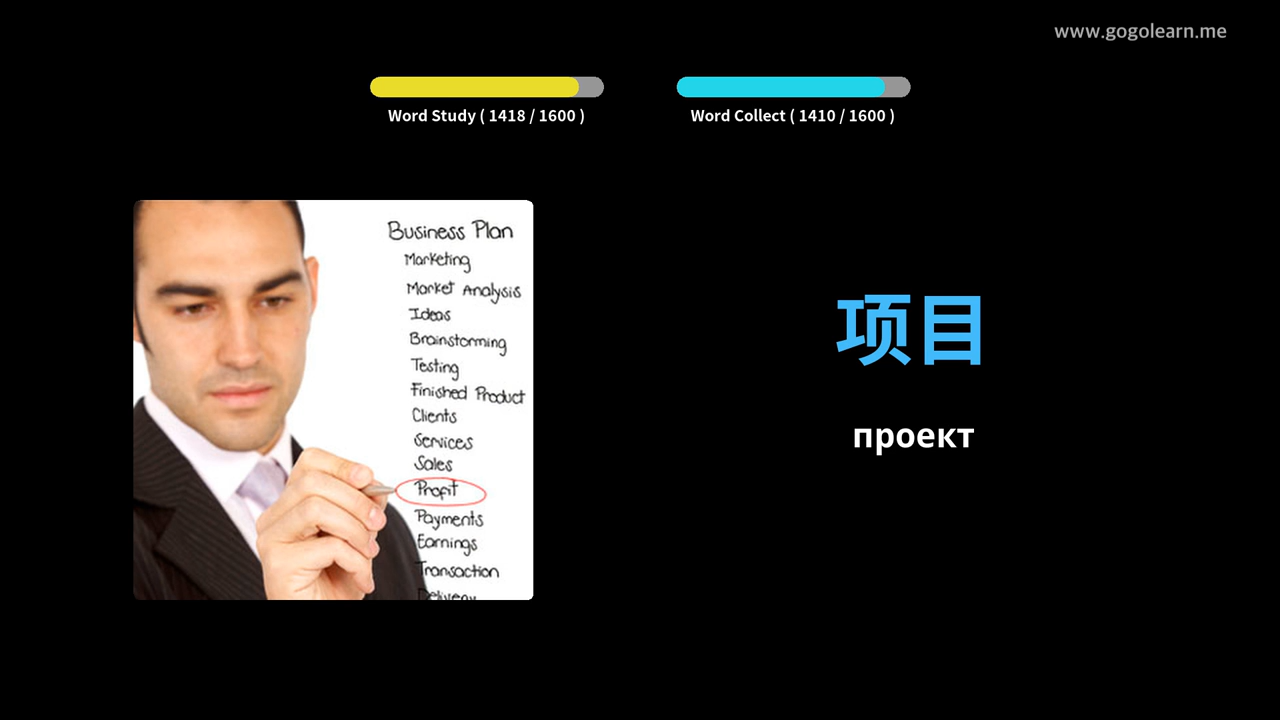 www.gogolearn.me
Word Study ( 1418 / 1600 )
Word Collect ( 1410 / 1600 )
Business Plan
Marketing
Market Analysis
Ideas
Brainstorming
Testing
Finished Product
Clients
Services
Sales
Profit
Payments
Earnings
Transaction
Delivery
项目
проект